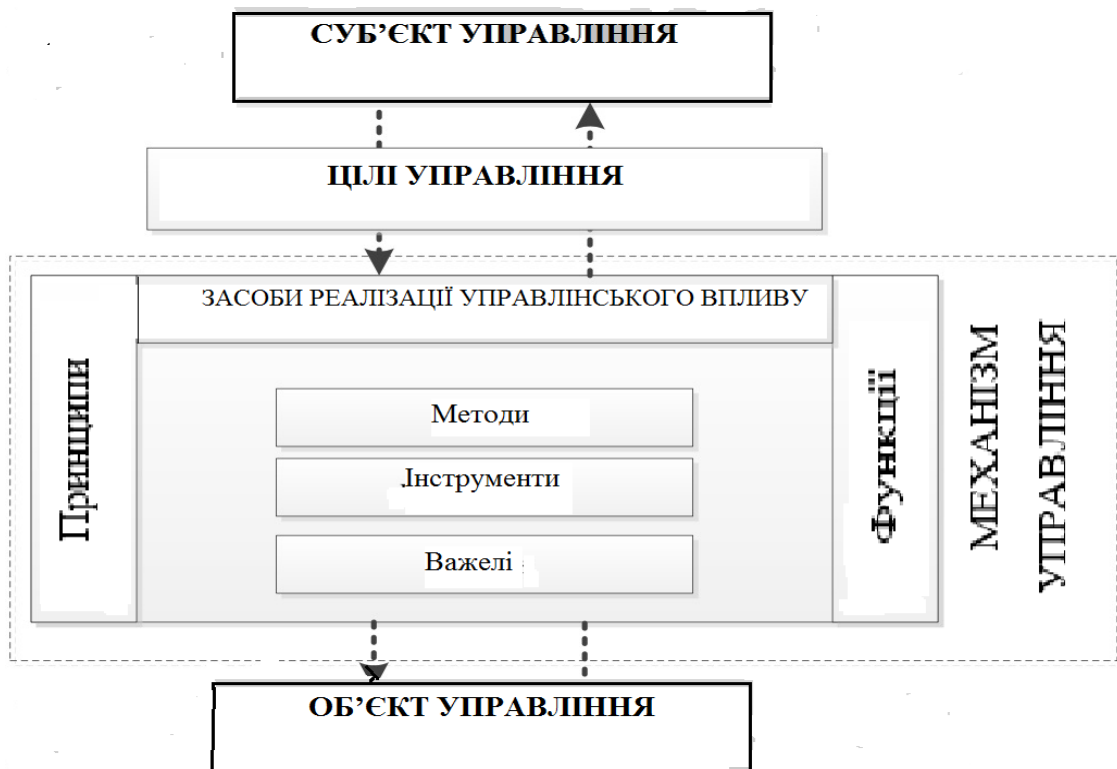 СУБ’ЄКТ УПРАВЛІННЯ
ЦІЛІ УПРАВЛІННЯ
ЗАСОБИ РЕАЛІЗАЦІЇ УПРАВЛІНСЬКОГО ВПЛИВУ
Принципи
Методи
Інструменти
Важелі
Функції
МЕХАНІЗМ
УПРАВЛІННЯ
ОБ’ЄКТ УПРАВЛІННЯ